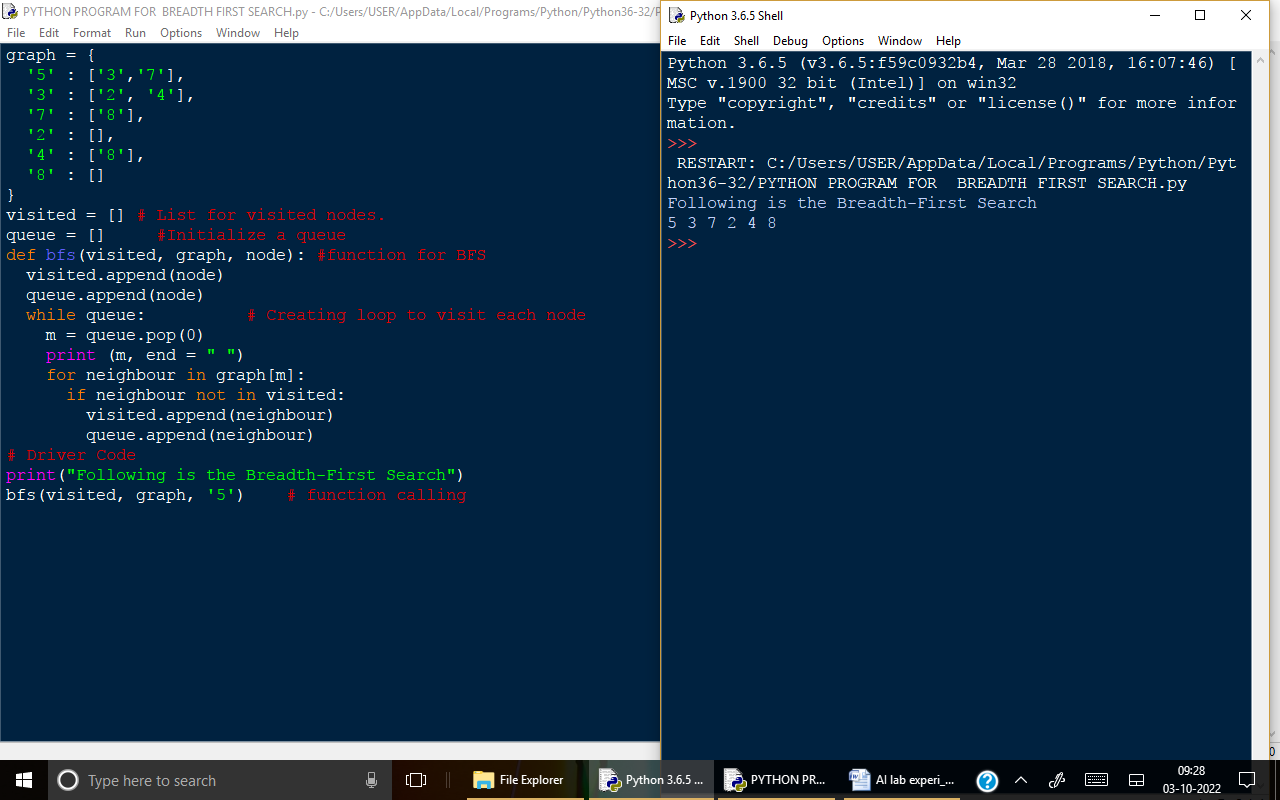 PYTHON PROGRAM FOR  BREADTH FIRST SEARCH.py - C:/Users/USER/AppData/Local/Programs/Python/Python36-32/P
File Edit Format Run Options Window Help
graph = {
  '5' : ['3','7'],
  '3' : ['2', '4'],
  '7' : ['8'],
  '2' : [],
  '4' : ['8'],
  '8' : []
}
visited = [] # List for visited nodes.
queue = []     #Initialize a queue
def bfs(visited, graph, node): #function for BFS
  visited.append(node)
  queue.append(node)
  while queue:          # Creating loop to visit each node
    m = queue.pop(0)
    print (m, end = " ")
    for neighbour in graph[m]:
      if neighbour not in visited:
        visited.append(neighbour)
        queue.append(neighbour)
# Driver Code
print("Following is the Breadth-First Search")
bfs(visited, graph, '5')    # function calling
Python 3.6.5 Shell
File Edit Shell Debug Options Window Help
Python 3.6.5 (v3.6.5:f59c0932b4, Mar 28 2018, 16:07:46) [
MSC v.1900 32 bit (Intel)] on win32
Type "copyright", "credits" or "license()" for more infor
mation.
>>>
 RESTART: C:/Users/USER/AppData/Local/Programs/Python/Pyt
hon36-32/PYTHON PROGRAM FOR  BREADTH FIRST SEARCH.py
Following is the Breadth-First Search
5 3 7 2 4 8
>>>
0
Type here to search
File Explorer
Python 3.6.5 ...
PYTHON PR...
AI lab experi_...
09:28
03-10-2022